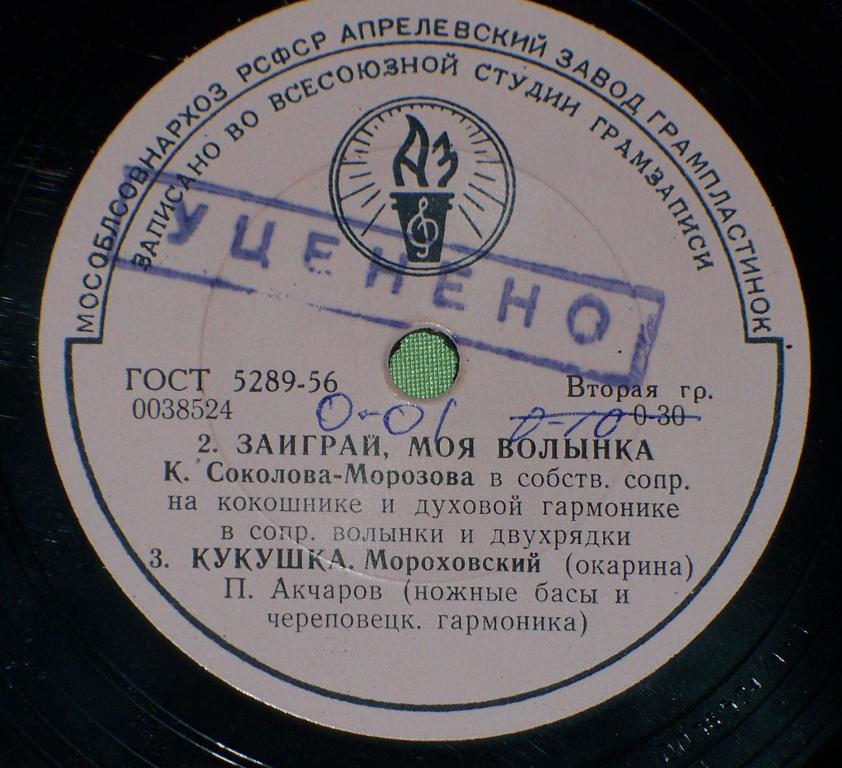 МОСОБЛСОВНАРХОЗ РСФСР АПРЕЛЕВСКИЙ ЗАВОД ГРАМПЛАСТИНОК
ЗАПИСАНО ВО ВСЕСОЮЗНОЙ СТУДИИ ГРАМЗАПИСИ
АЗ
УЦЕНЕНО
ГОСТ 5289-56 Вторая гр.
0038524 0-01 0-10 0-30
2. ЗАИГРАЙ, МОЯ ВОЛЫНКА
К. Соколова-Морозова в собств. сопр.
на кокошнике и духовой гармонике
в сопр. волынки и двухрядки
3. КУКУШКА. Мороховский (окарина)
П. Акчаров (ножные басы и
череповецк. гармоника)